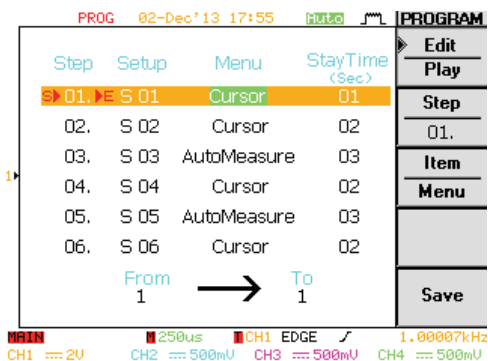 PROG 02-Dec'13 17:55 Auto PROGRAM
Edit
Play
Step Setup Menu StayTime
(Sec)
S 01. E S 01 Cursor 01
Step
01.
02. S 02 Cursor 02
03. S 03 AutoMeasure 03
Item
Menu
1
04. S 04 Cursor 02
05. S 05 AutoMeasure 03
06. S 06 Cursor 02
From → To
1 1
Save
MAIN M 250us T CH1 EDGE 1.00007kHz
CH1 2V CH2 500mV CH3 500mV CH4 500mV